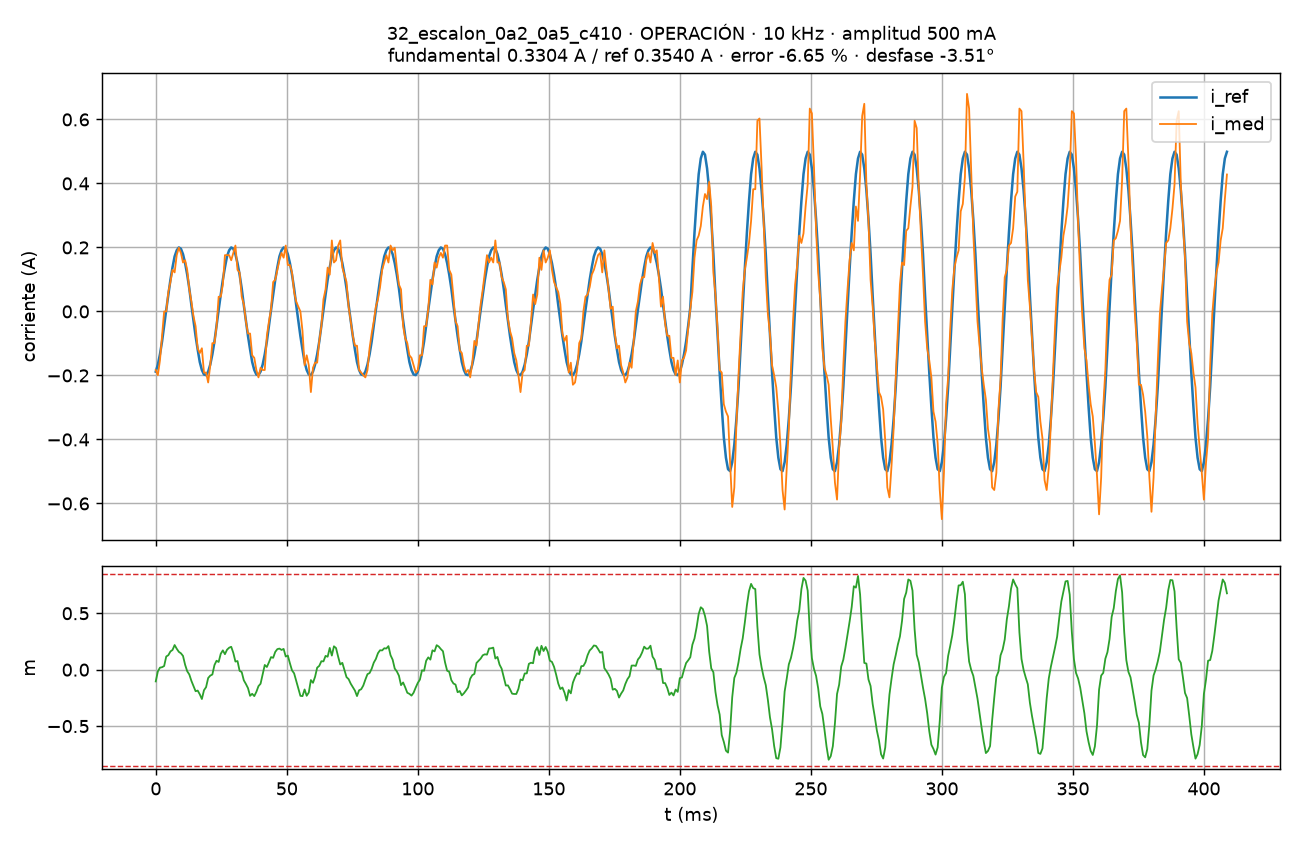 32_escalon_0a2_0a5_c410 · OPERACIÓN · 10 kHz · amplitud 500 mA
fundamental 0.3304 A / ref 0.3540 A · error -6.65 % · desfase -3.51°
i_ref
i_med
corriente (A)
0.6
0.4
0.2
0.0
−0.2
−0.4
−0.6
m
0.5
0.0
−0.5
0 50 100 150 200 250 300 350 400
t (ms)